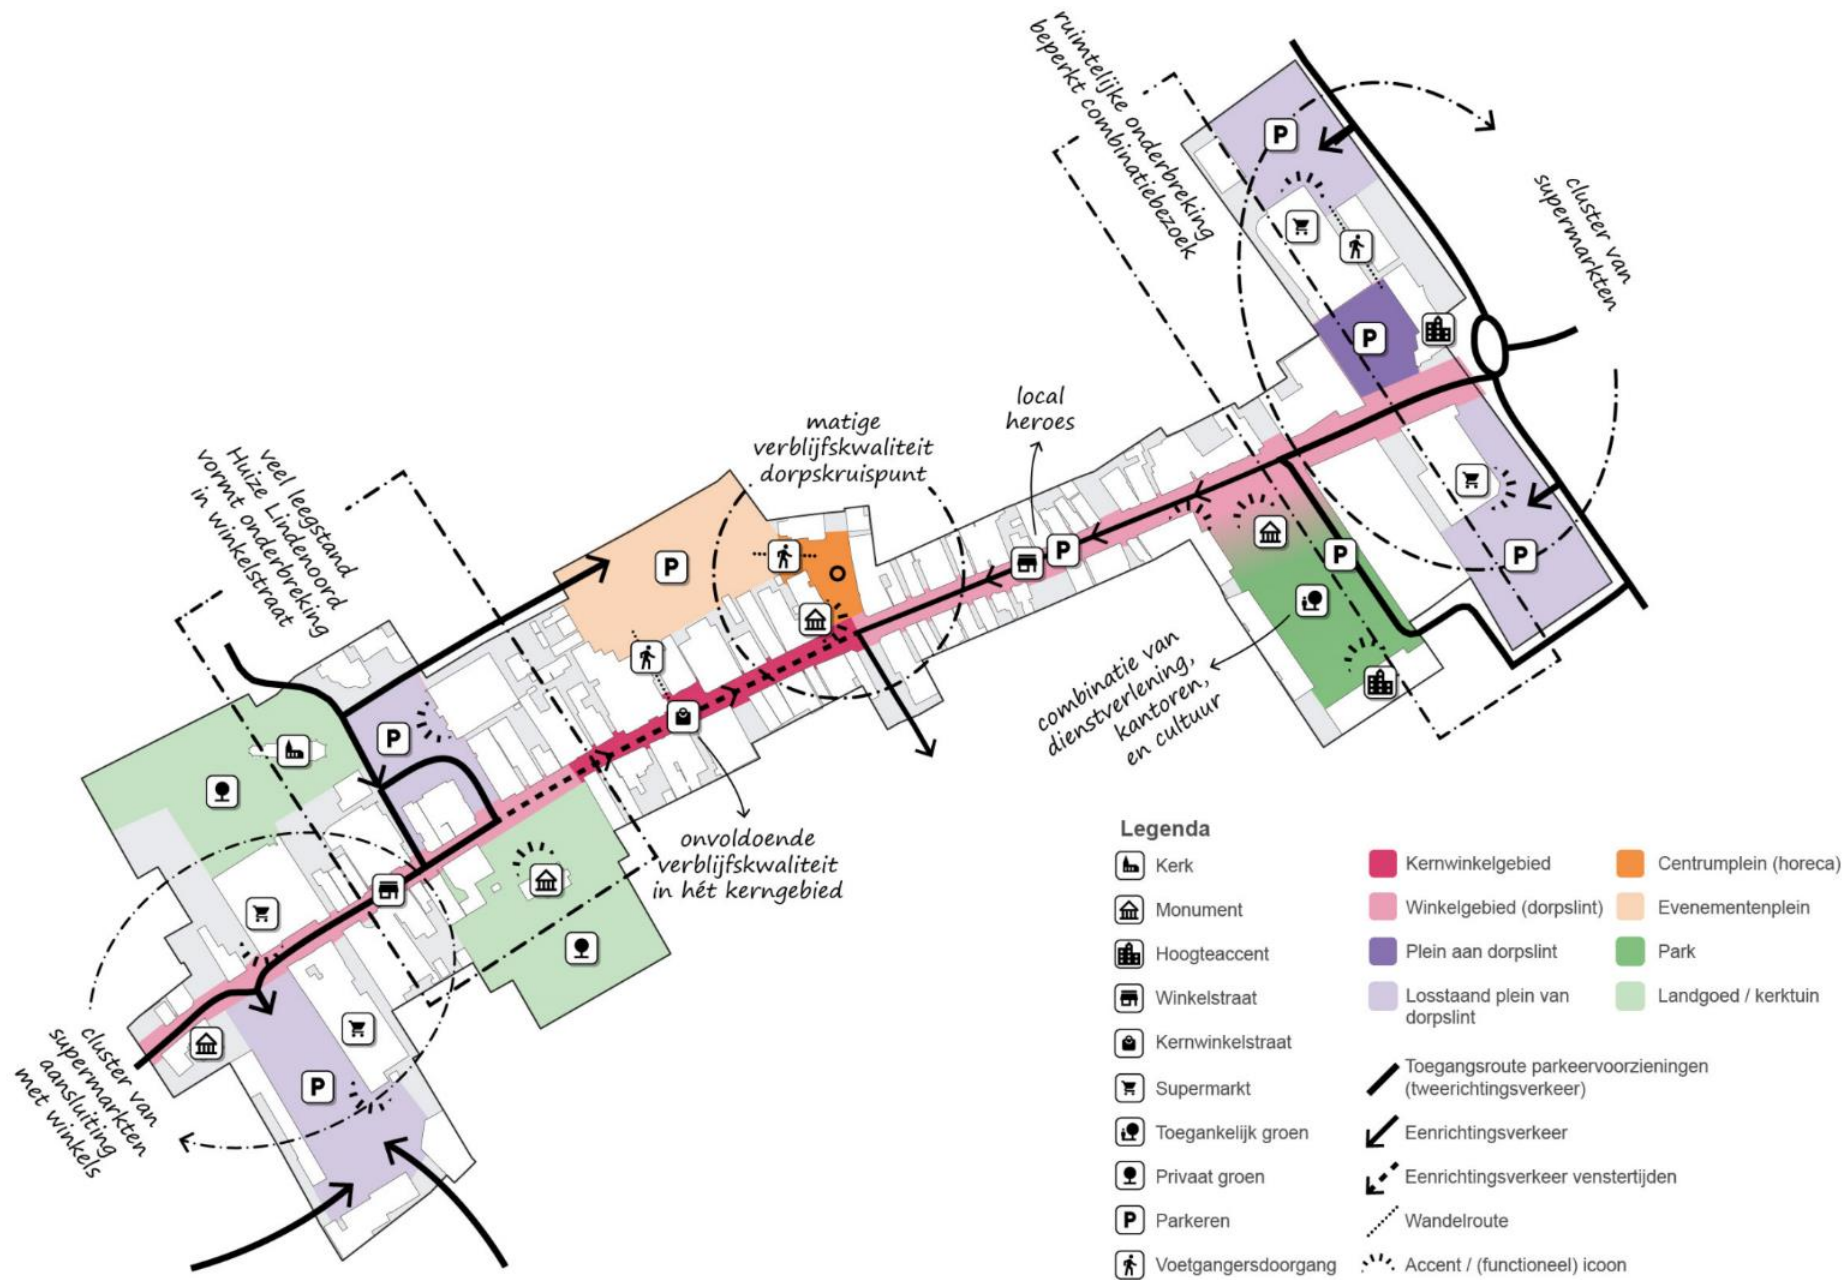 ruimtelijke onderbreking
beperkt combinatiebezoek
P
cluster van
supermarkten
P
local
heroes
matige
verblijfskwaliteit
dorpskruispunt
veel leegstand
Huize Lindenoord
vormt onderbreking
in winkelstraat
P
P
P
P
P
combinatie van
dienstverlening,
kantoren,
en cultuur
P
onvoldoende
verblijfskwaliteit
in hét kerngebied
cluster van
supermarkten
aansluiting
met winkels
P
Legenda
Kerk
Monument
Hoogteaccent
Winkelstraat
Kernwinkelstraat
Supermarkt
Toegankelijk groen
Privaat groen
P Parkeren
Voetgangersdoorgang
Kernwinkelgebied
Winkelgebied (dorpslint)
Plein aan dorpslint
Losstaand plein van
dorpslint
Centrumplein (horeca)
Evenementenplein
Park
Landgoed / kerktuin
Toegangsroute parkeervoorzieningen
(tweerichtingsverkeer)
Eenrichtingsverkeer
Eenrichtingsverkeer venstertijden
Wandelroute
Accent / (functioneel) icoon